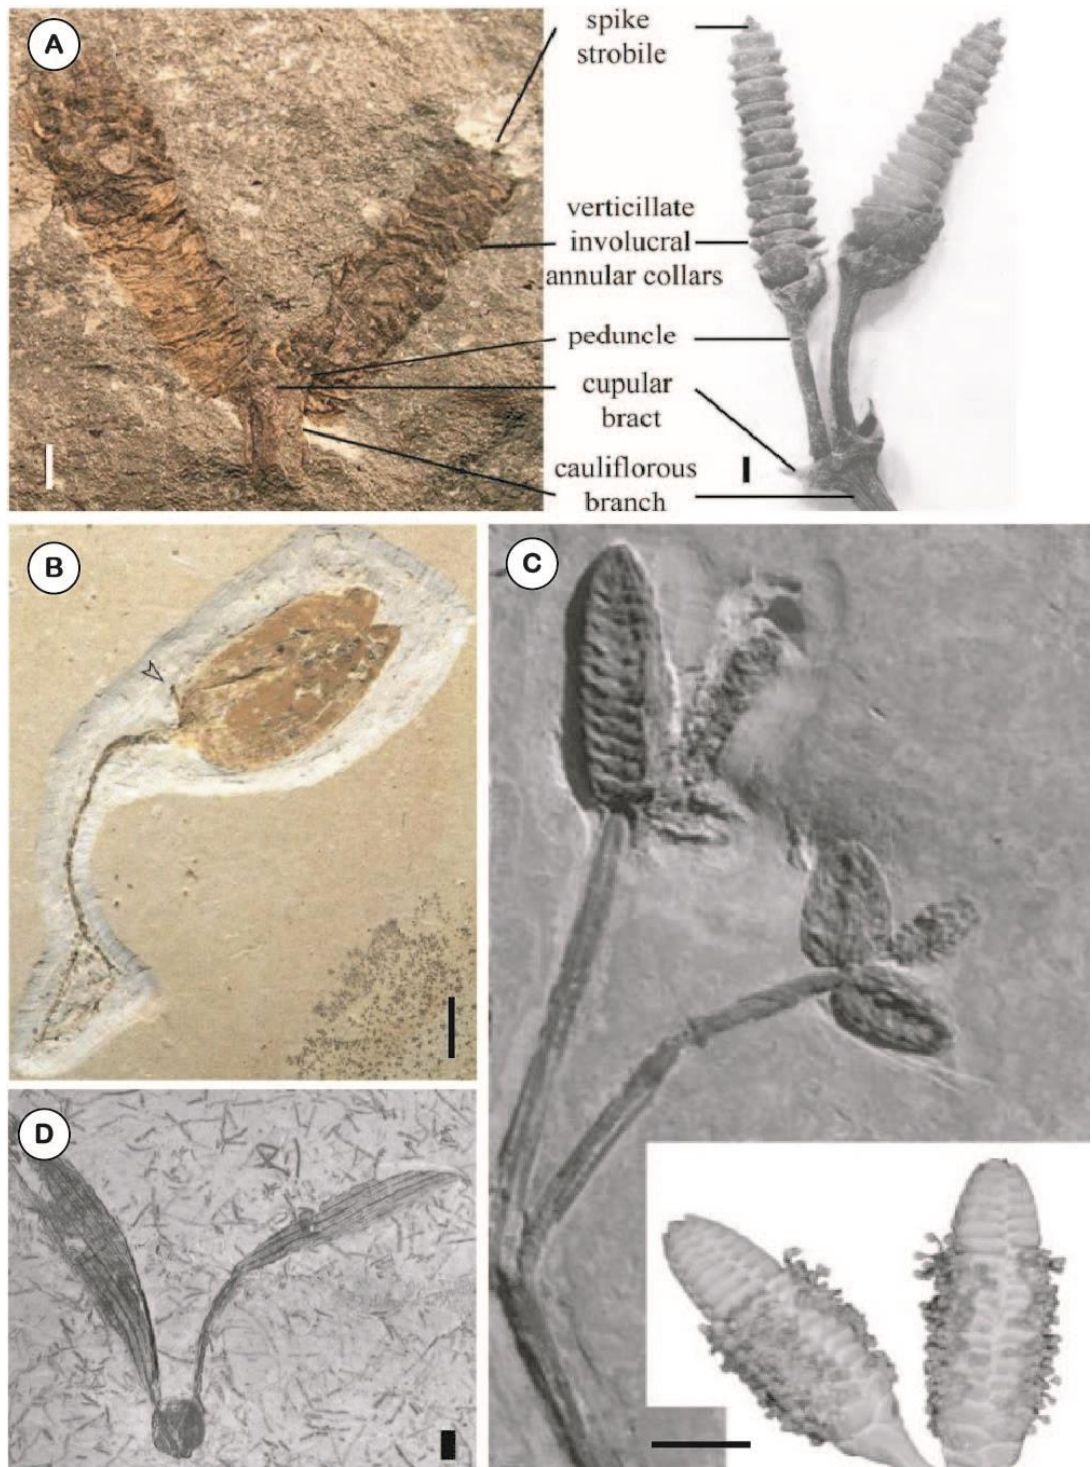 A
spike
strobile
verticillate
involucral
annular collars
peduncle
cupular
bract
cauliflorous
branch
B
C
D